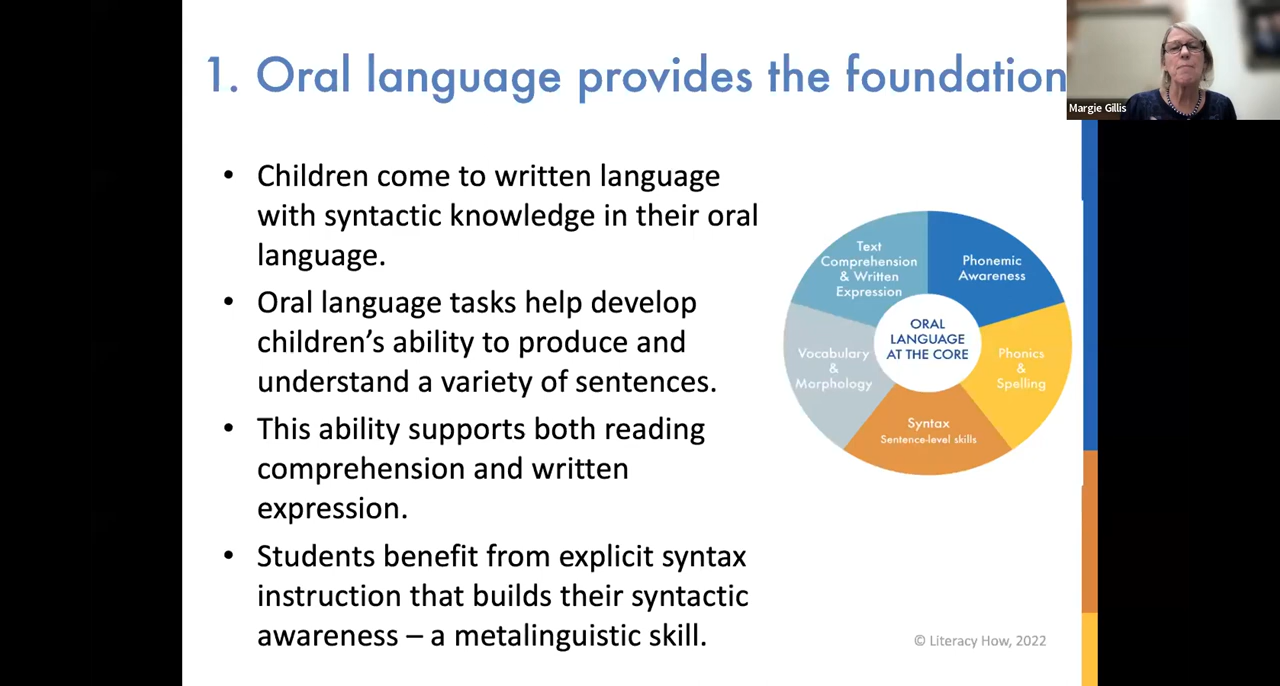 1. Oral language provides the foundation
Margie Gillis
• Children come to written language
with syntactic knowledge in their oral
language.
• Oral language tasks help develop
children’s ability to produce and
understand a variety of sentences.
• This ability supports both reading
comprehension and written
expression.
• Students benefit from explicit syntax
instruction that builds their syntactic
awareness – a metalinguistic skill.
Text
Comprehension
& Written
Expression
Phonemic
Awareness
ORAL
LANGUAGE
AT THE CORE
Vocabulary
&
Morphology
Phonics
&
Spelling
Syntax
Sentence-level skills
© Literacy How, 2022